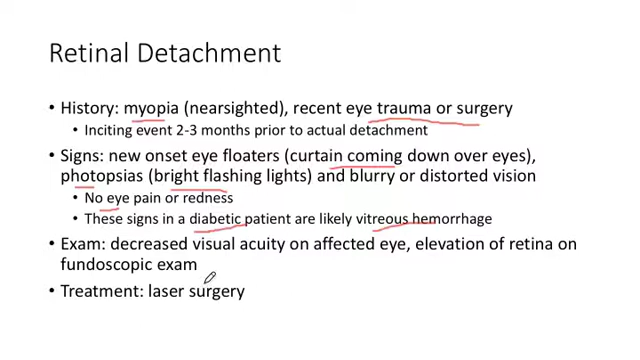 Retinal Detachment
• History: myopia (nearsighted), recent eye trauma or surgery
• Inciting event 2-3 months prior to actual detachment
• Signs: new onset eye floaters (curtain coming down over eyes),
photopsias (bright flashing lights) and blurry or distorted vision
• No eye pain or redness
• These signs in a diabetic patient are likely vitreous hemorrhage
• Exam: decreased visual acuity on affected eye, elevation of retina on
fundoscopic exam
• Treatment: laser surgery